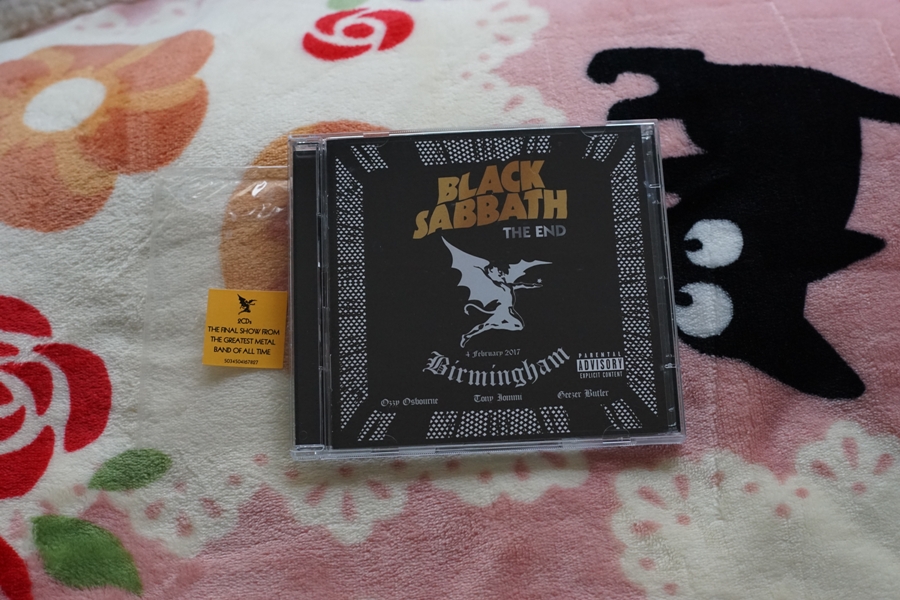 BLACK
SABBATH
THE END
4 February 2017
Birmingham
PARENTAL
ADVISORY
EXPLICIT CONTENT
Ozzy Osbourne Tony Iommi Geezer Butler
2CDs
THE FINAL SHOW FROM
THE GREATEST METAL
BAND OF ALL TIME